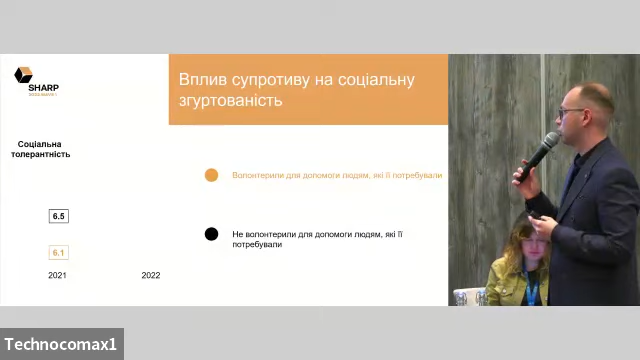 SHARP
Вплив супротиву на соціальну
згуртованість
Соціальна
толерантність
Волонтерили для допомоги людям, які її потребували
6.5
Не волонтерили для допомоги людям, які її
потребували
6.1
2021
2022
Technocomax1